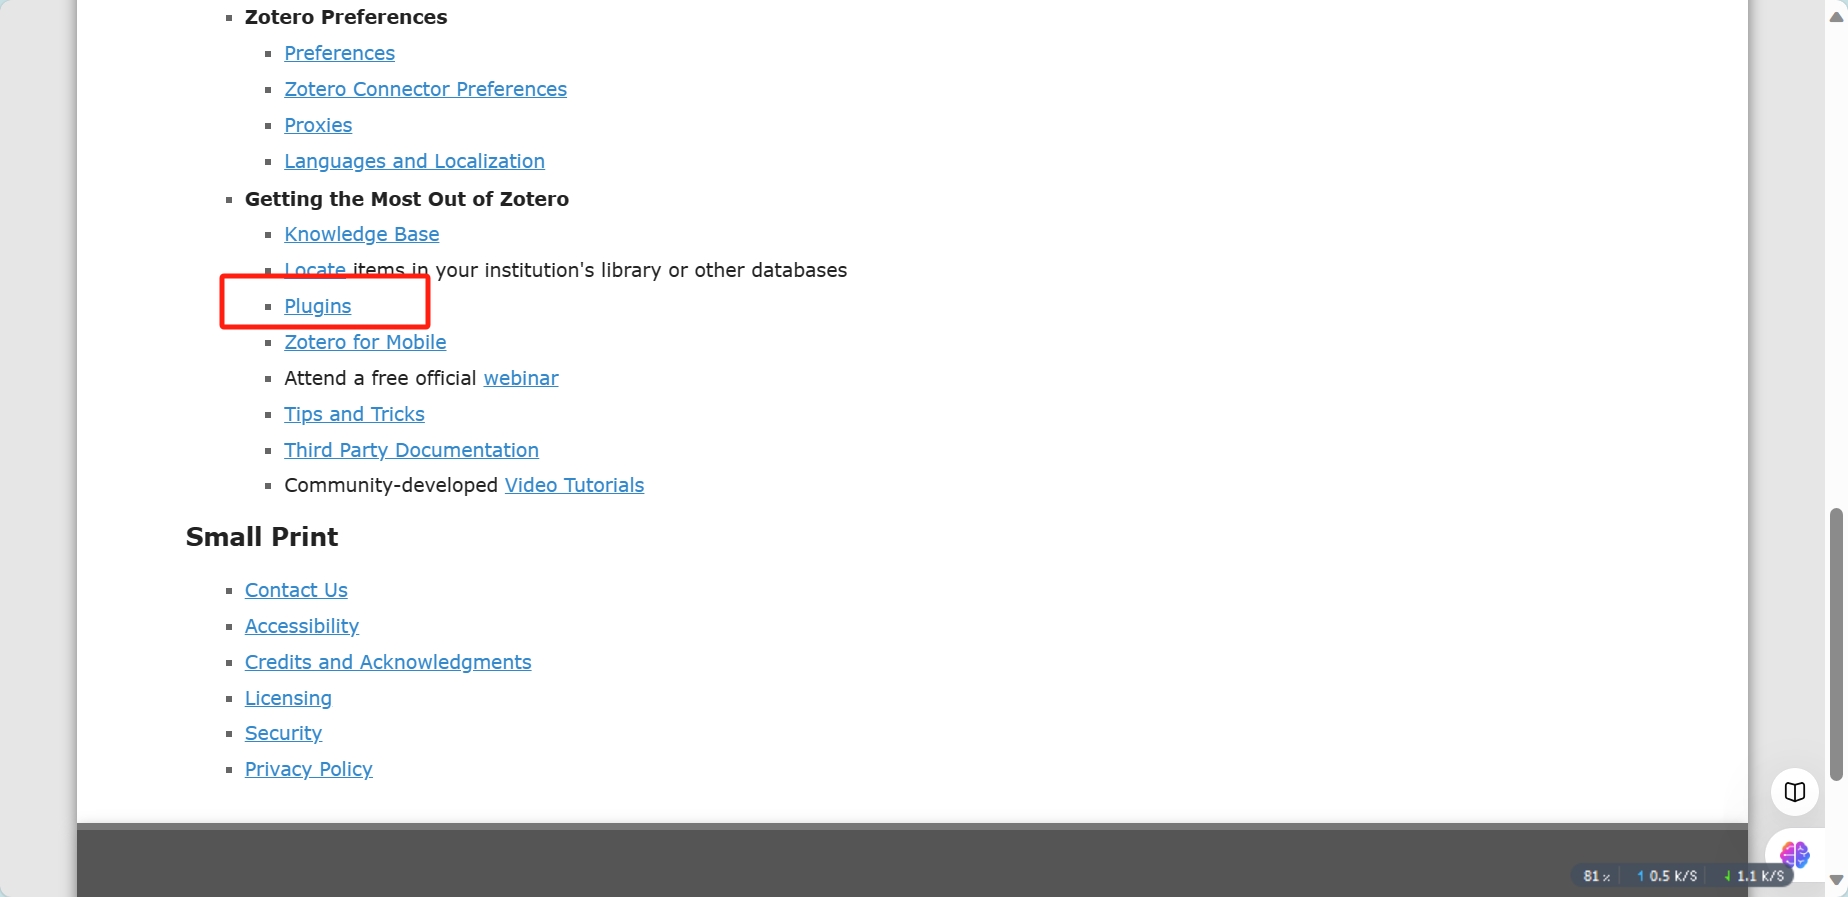 Zotero Preferences
Preferences
Zotero Connector Preferences
Proxies
Languages and Localization
Getting the Most Out of Zotero
Knowledge Base
Locate items in your institution's library or other databases
Plugins
Zotero for Mobile
Attend a free official webinar
Tips and Tricks
Third Party Documentation
Community-developed Video Tutorials
Small Print
Contact Us
Accessibility
Credits and Acknowledgments
Licensing
Security
Privacy Policy
81% ↑ 0.5 K/S ↓ 1.1 K/S